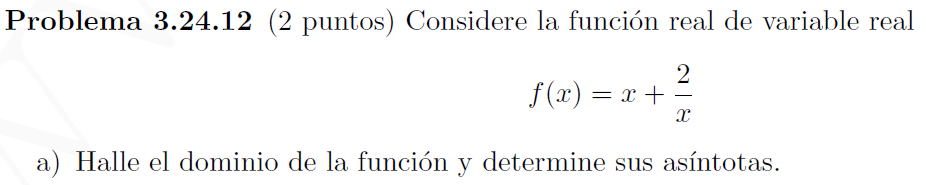 Problema 3.24.12 (2 puntos) Considere la función real de variable real
f(x) = x + 2/x
a) Halle el dominio de la función y determine sus asíntotas.